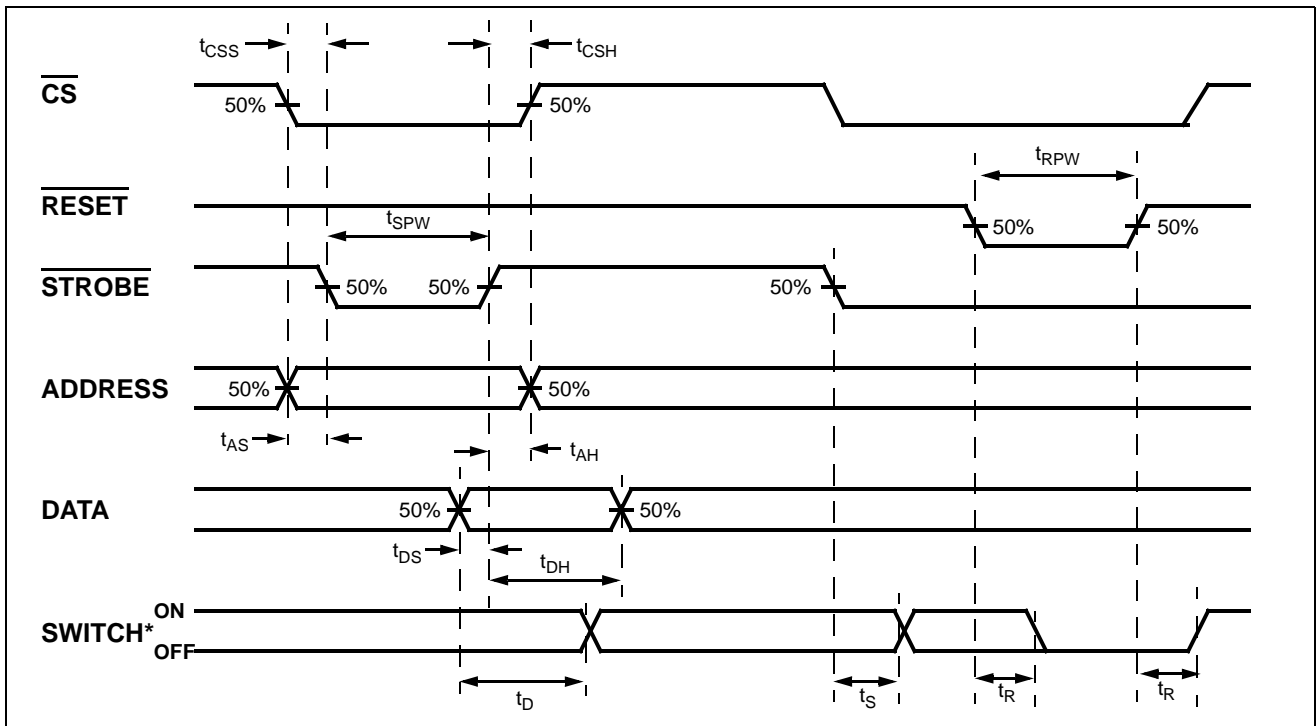 tCSS
tCSH
CS
50%
50%
tRPW
RESET
tSPW
50%
50%
STROBE
50%
50%
50%
ADDRESS
50%
50%
tAS
tAH
DATA
50%
50%
tDS
tDH
ON
SWITCH*
OFF
tD
tS
tR
tR